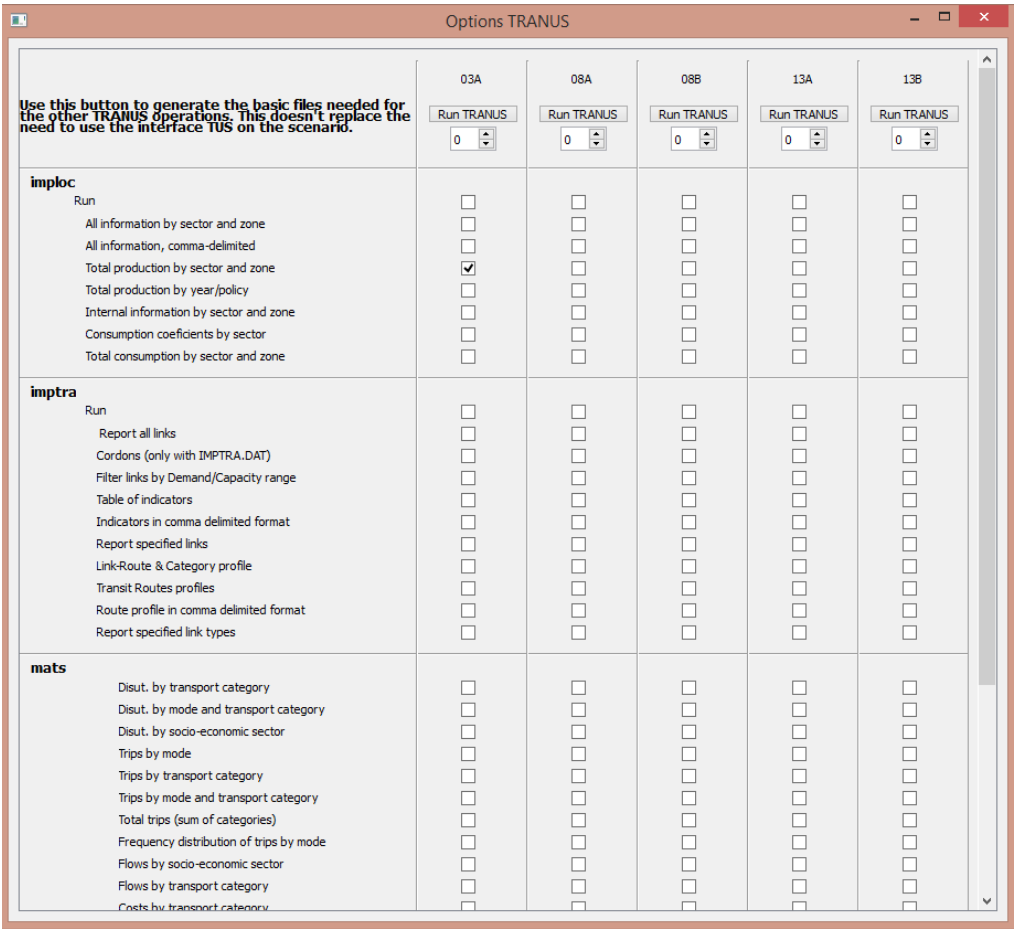 Options TRANUS
03A 08A 08B 13A 13B
Use this button to generate the basic files needed for
the other TRANUS operations. This doesn't replace the
need to use the interface TUS on the scenario.
Run TRANUS Run TRANUS Run TRANUS Run TRANUS Run TRANUS
0 0 0 0 0
imploc
Run
All information by sector and zone
All information, comma-delimited
Total production by sector and zone
Total production by year/policy
Internal information by sector and zone
Consumption coeficients by sector
Total consumption by sector and zone
imptra
Run
Report all links
Cordons (only with IMPTRA.DAT)
Filter links by Demand/Capacity range
Table of indicators
Indicators in comma delimited format
Report specified links
Link-Route & Category profile
Transit Routes profiles
Route profile in comma delimited format
Report specified link types
mats
Disut. by transport category
Disut. by mode and transport category
Disut. by socio-economic sector
Trips by mode
Trips by transport category
Trips by mode and transport category
Total trips (sum of categories)
Frequency distribution of trips by mode
Flows by socio-economic sector
Flows by transport category
Costs by transport category